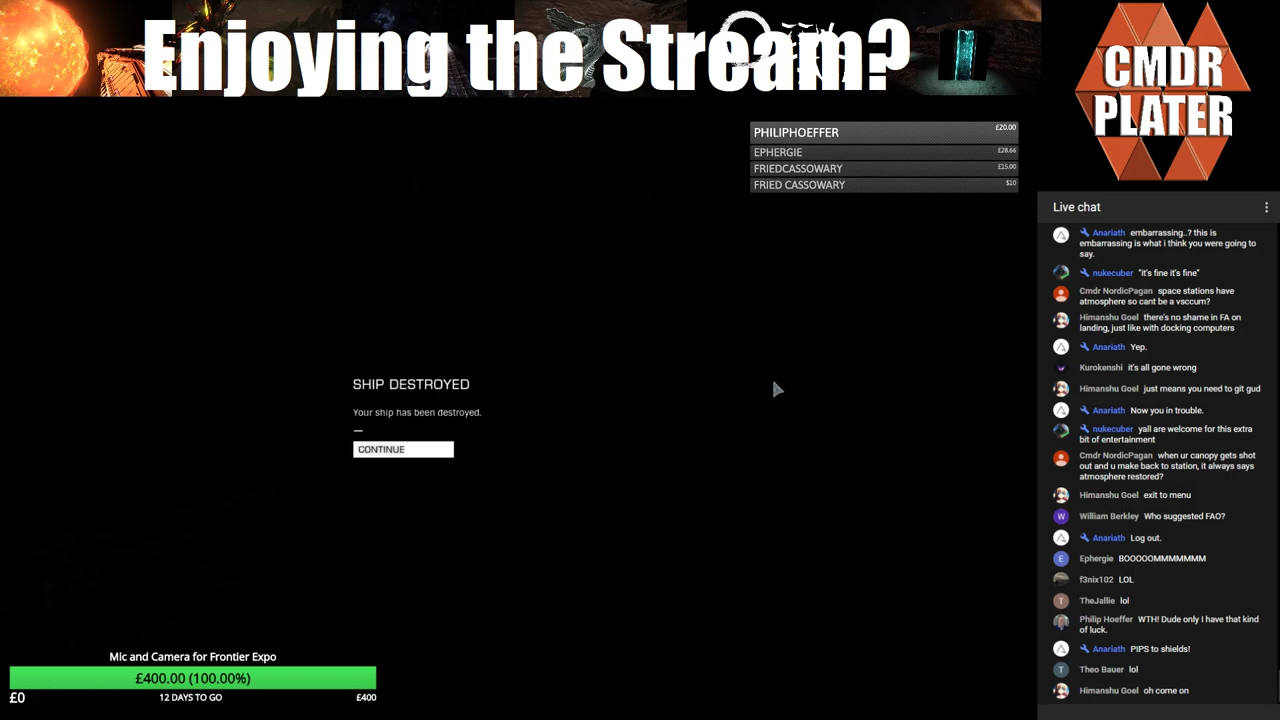 Enjoying the Stream?
CMDR
PLATER
PHILIPHOEFFER £20.00
EPHERGIE £28.66
FRIEDCASSOWARY £15.00
FRIED CASSOWARY $10
Live chat
Anariath embarrassing..? this is
embarrassing is what i think you were going to
say.
nukecuber "it's fine it's fine"
Cmdr NordicPagan space stations have
atmosphere so cant be a vsccum?
Himanshu Goel there's no shame in FA on
landing, just like with docking computers
Anariath Yep.
Kurokenshi it's all gone wrong
Himanshu Goel just means you need to git gud
Anariath Now you in trouble.
nukecuber yall are welcome for this extra
bit of entertainment
Cmdr NordicPagan when ur canopy gets shot
out and u make back to station, it always says
atmosphere restored?
Himanshu Goel exit to menu
W William Berkley Who suggested FAO?
Anariath Log out.
E Ephergie BOOOOOMMMMMMM
f3nix102 LOL
T TheJallie lol
Philip Hoeffer WTH! Dude only I have that kind
of luck.
Anariath PIPS to shields!
T Theo Bauer lol
Himanshu Goel oh come on
SHIP DESTROYED
Your ship has been destroyed.
CONTINUE
Mic and Camera for Frontier Expo
£400.00 (100.00%)
£0 12 DAYS TO GO £400